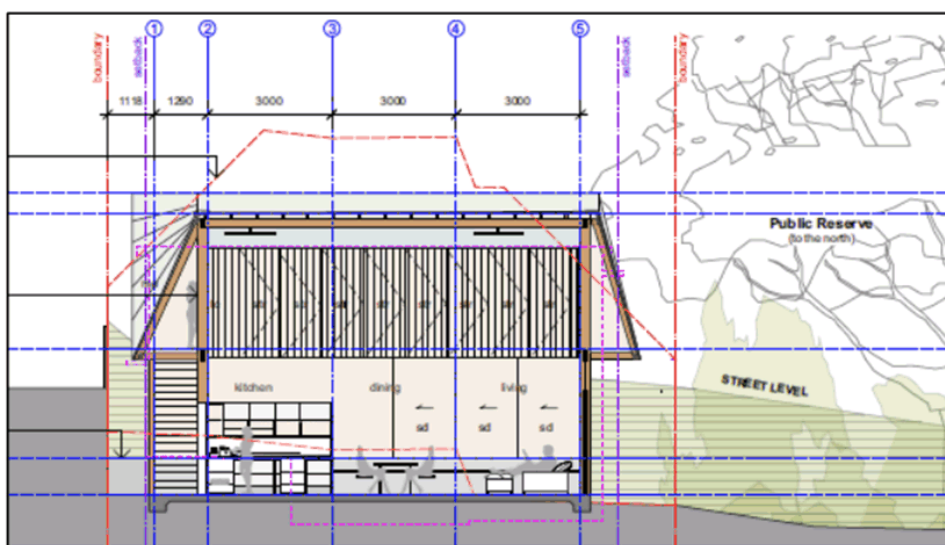 1 2 3 4 5
boundary
setback
setback
boundary
1118 1290 3000 3000 3000
Public Reserve
(to the north)
STREET LEVEL
kitchen dining living
sd sd sd